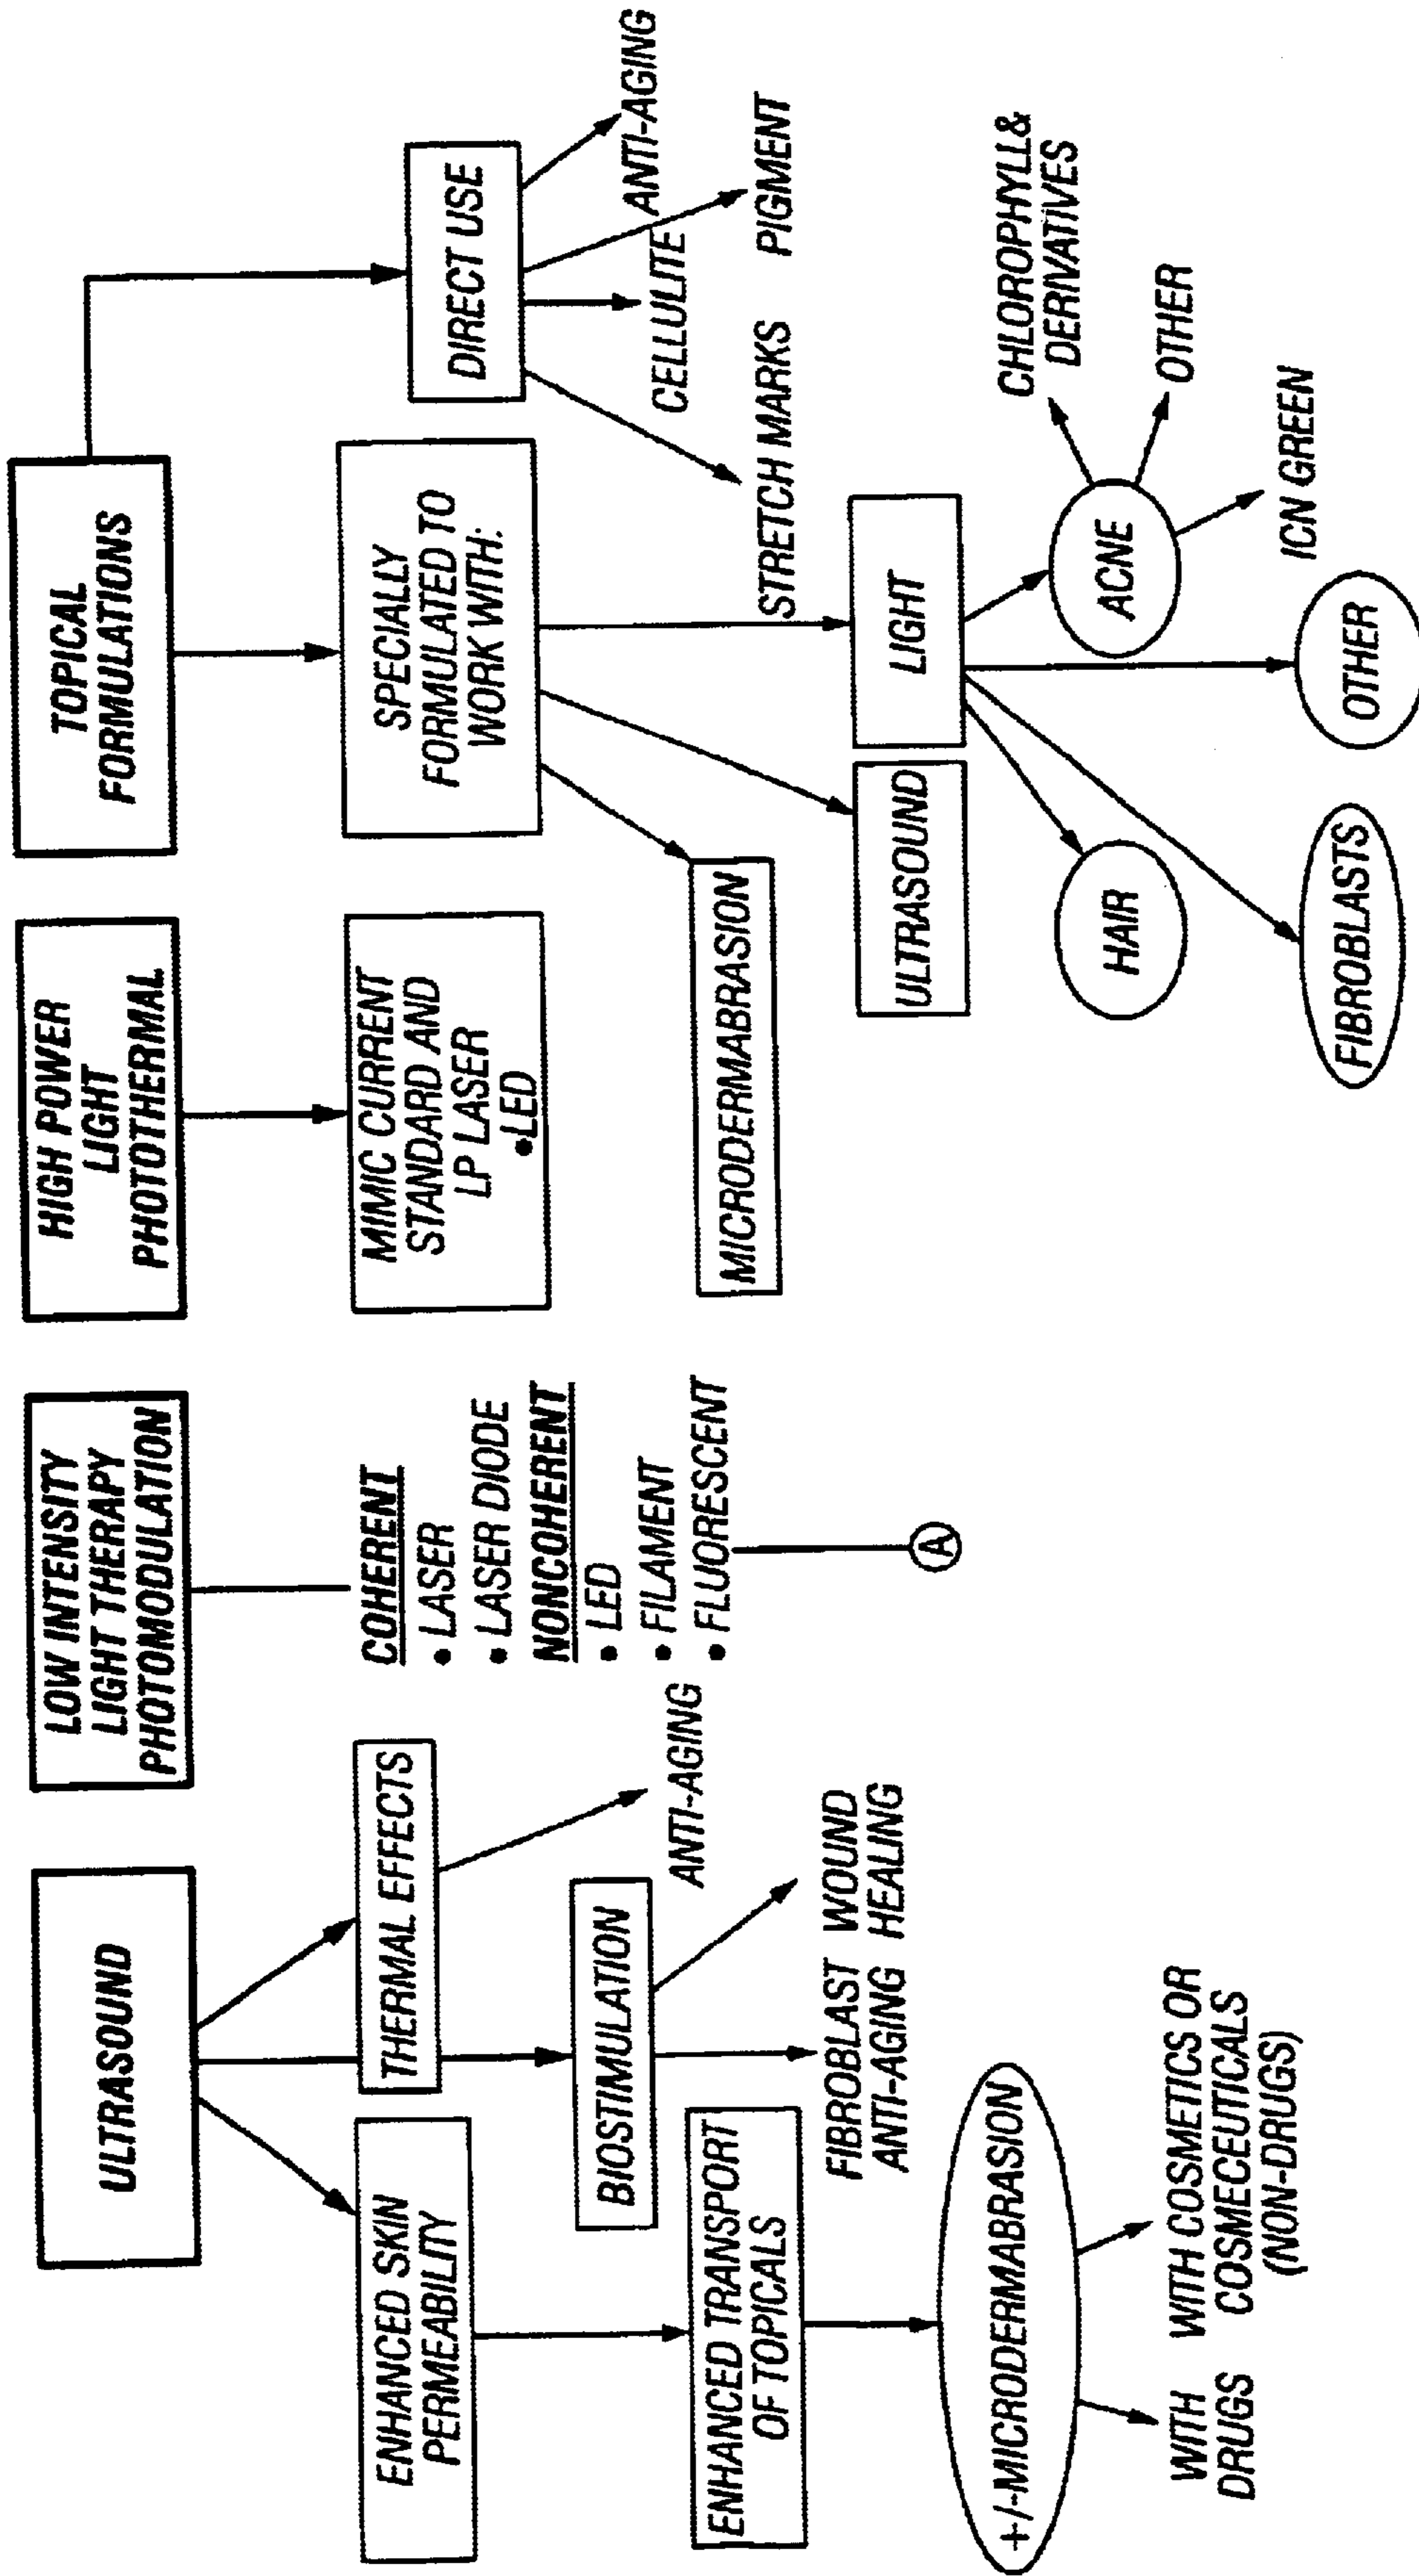 ULTRASOUND
ENHANCED SKIN
PERMEABILITY
THERMAL EFFECTS
ANTI-AGING
BIOSTIMULATION
FIBROBLAST
ANTI-AGING
WOUND
HEALING
ENHANCED TRANSPORT
OF TOPICALS
+/-MICRODERMABRASION
WITH
DRUGS
WITH COSMETICS OR
COSMECEUTICALS
(NON-DRUGS)
LOW INTENSITY
LIGHT THERAPY
PHOTOMODULATION
COHERENT
• LASER
• LASER DIODE
NONCOHERENT
• LED
• FILAMENT
• FLUORESCENT
A
HIGH POWER
LIGHT
PHOTOTHERMAL
MIMIC CURRENT
STANDARD AND
LP LASER
• LED
TOPICAL
FORMULATIONS
SPECIALLY
FORMULATED TO
WORK WITH:
MICRODERMABRASION
ULTRASOUND
LIGHT
HAIR
FIBROBLASTS
OTHER
ACNE
CHLOROPHYLL&
DERIVATIVES
OTHER
ICN GREEN
DIRECT USE
STRETCH MARKS
CELLULITE
PIGMENT
ANTI-AGING